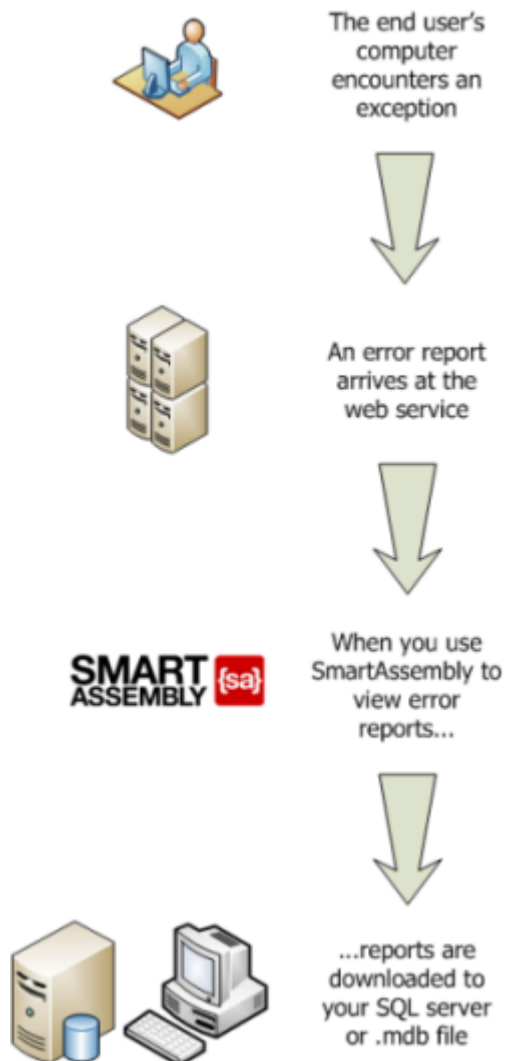 The end user's
computer
encounters an
exception
An error report
arrives at the
web service
SMART
ASSEMBLY
{sa}
When you use
SmartAssembly to
view error
reports...
...reports are
downloaded to
your SQL server
or .mdb file